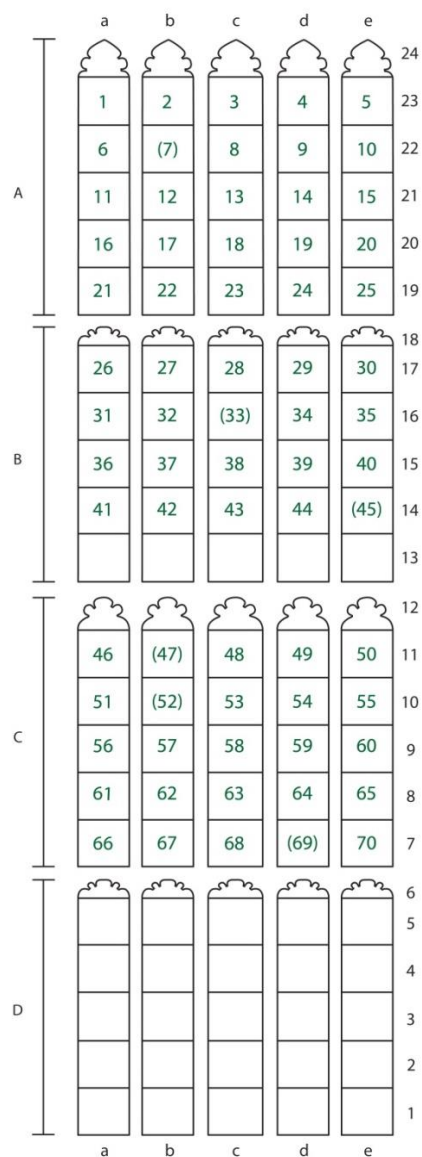 a b c d e
24
1 2 3 4 5 23
6 (7) 8 9 10 22
A 11 12 13 14 15 21
16 17 18 19 20 20
21 22 23 24 25 19
18
26 27 28 29 30 17
31 32 (33) 34 35 16
B 36 37 38 39 40 15
41 42 43 44 (45) 14
13
12
46 (47) 48 49 50 11
51 (52) 53 54 55 10
C 56 57 58 59 60 9
61 62 63 64 65 8
66 67 68 (69) 70 7
6
5
4
D 3
2
1
a b c d e